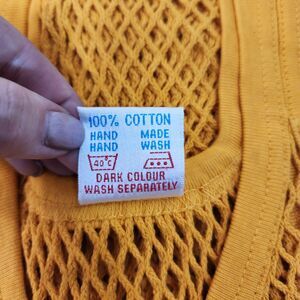 100% COTTON
HAND MADE
HAND WASH
40°C
DARK COLOUR
WASH SEPARATELY